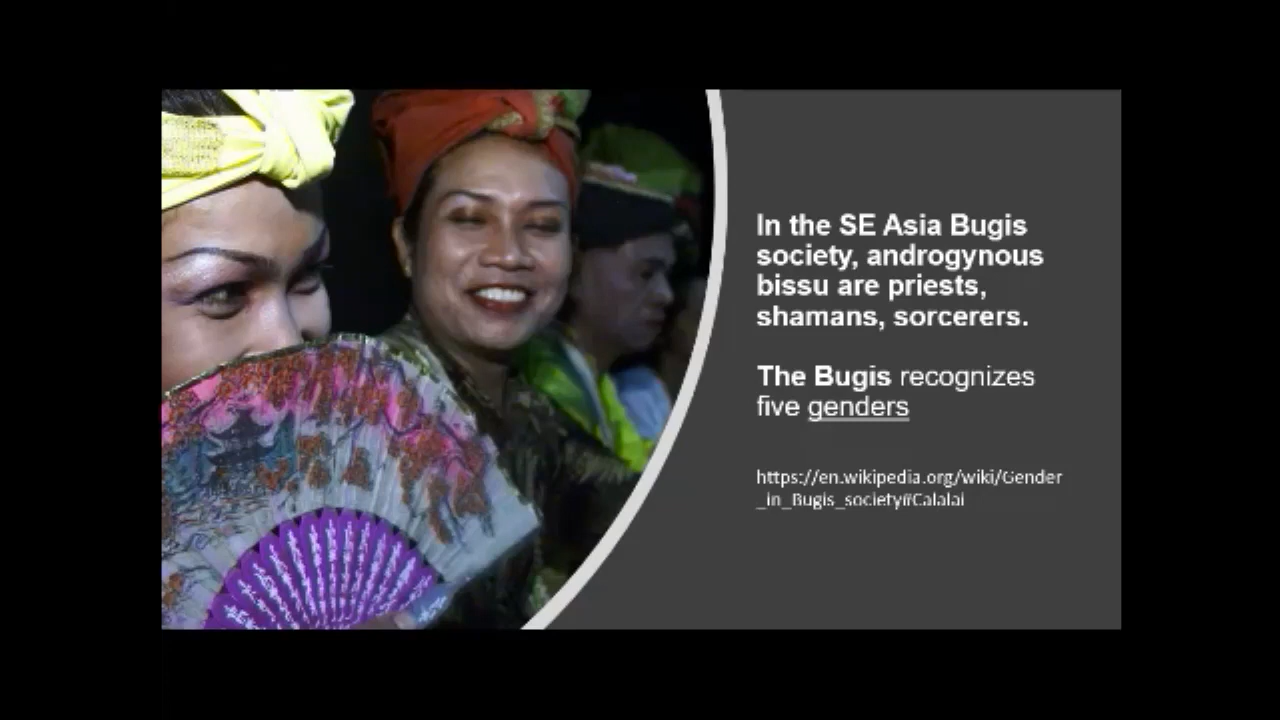 In the SE Asia Bugis
society, androgynous
bissu are priests,
shamans, sorcerers.
The Bugis recognizes
five genders
https://en.wikipedia.org/wiki/Gender
_in_Bugis_society#Calalai